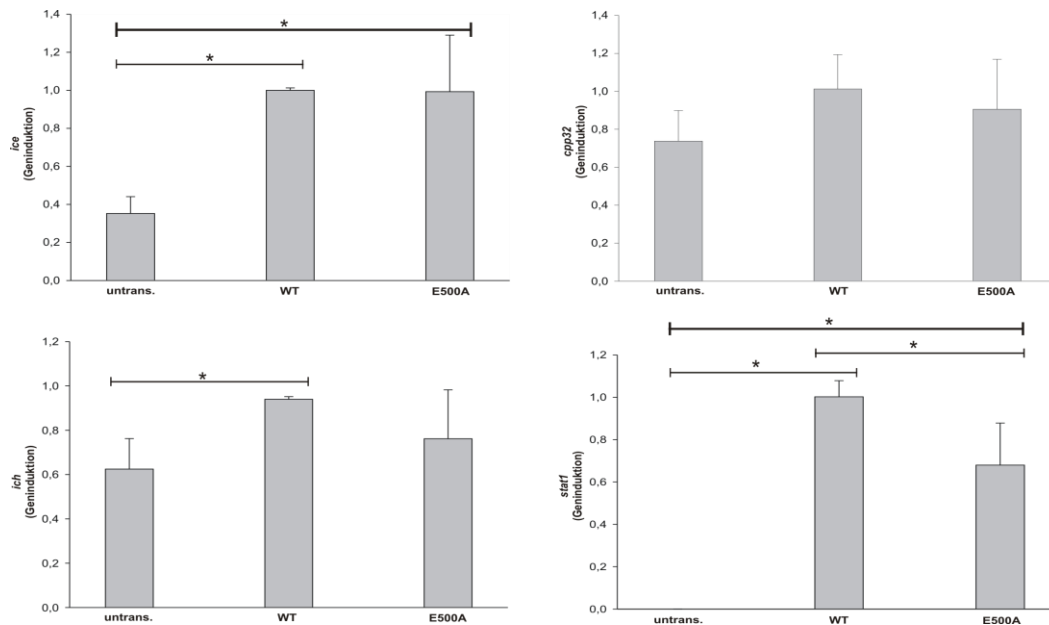 1,4
1,2
1,0
0,8
0,6
0,4
0,2
0,0
ice
(Geninduktion)
*
*
untrans.
WT
E500A
1,4
1,2
1,0
0,8
0,6
0,4
0,2
0,0
cpp32
(Geninduktion)
untrans.
WT
E500A
1,2
1,0
0,8
0,6
0,4
0,2
0,0
ich
(Geninduktion)
*
untrans.
WT
E500A
1,2
1,0
0,8
0,6
0,4
0,2
0,0
stat1
(Geninduktion)
*
*
*
untrans.
WT
E500A